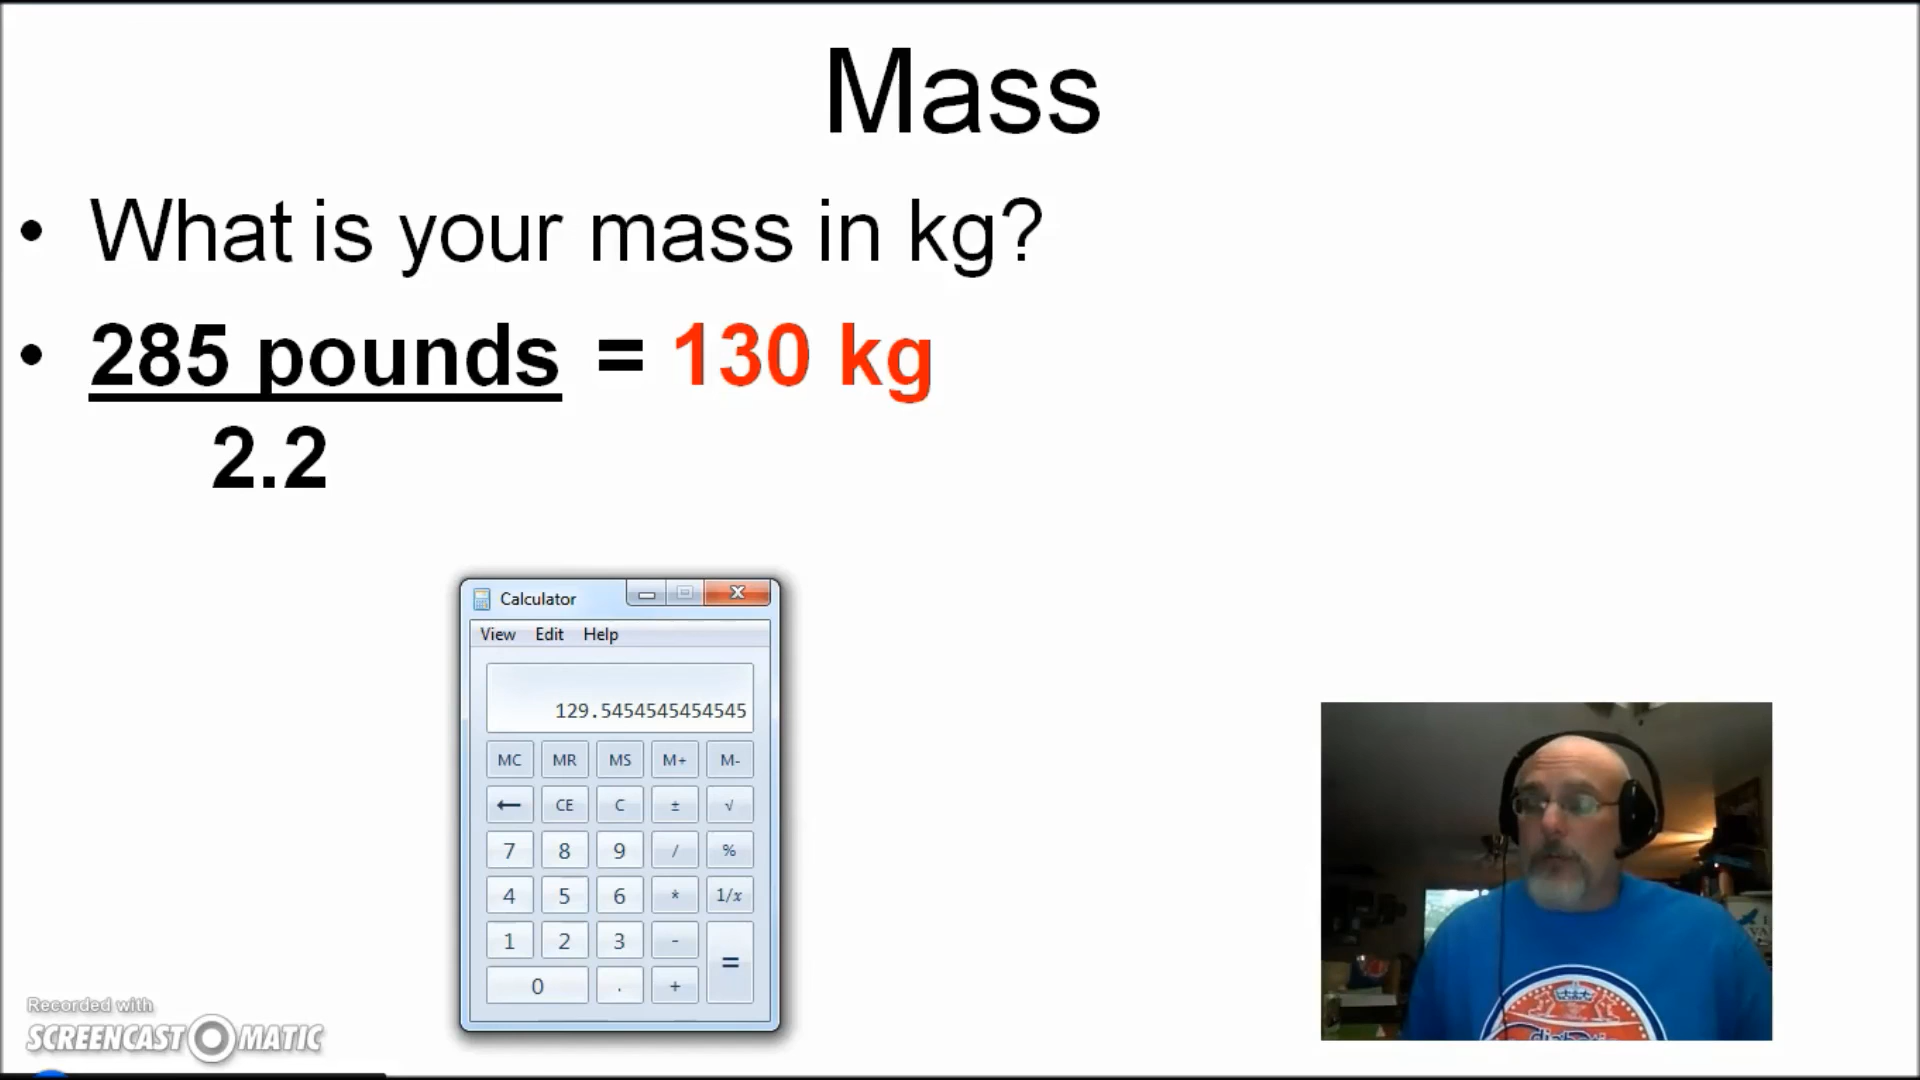 Mass
• What is your mass in kg?
• 285 pounds = 130 kg
2.2
Calculator
View Edit Help
129.5454545454545
MC MR MS M+ M-
← CE C ± √
7 8 9 / %
4 5 6 * 1/x
1 2 3 - =
0 . +
Recorded with
SCREENCAST MATIC